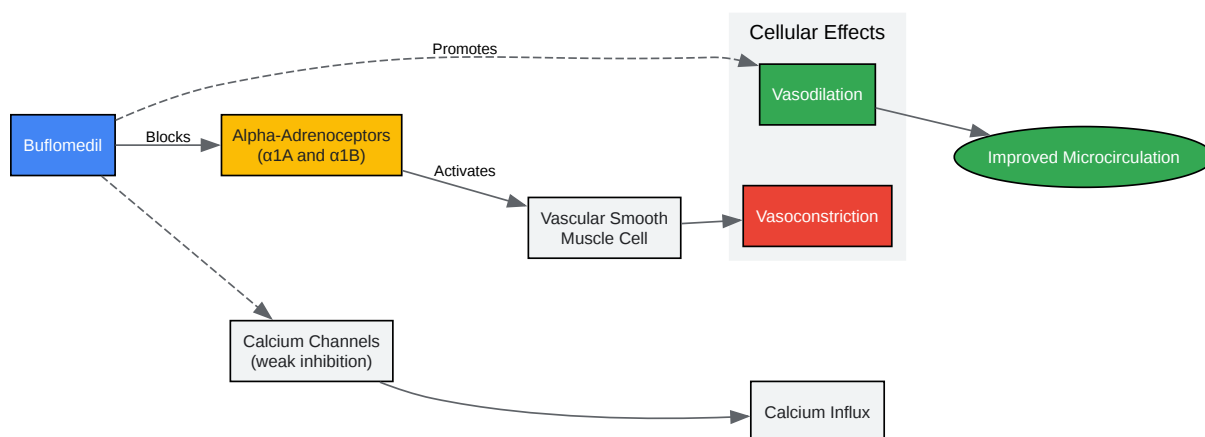 Cellular Effects
Promotes
Vasodilation
Buflomedil
Blocks
Alpha-Adrenoceptors
(α1A and α1B)
Improved Microcirculation
Activates
Vascular Smooth
Muscle Cell
Vasoconstriction
Calcium Channels
(weak inhibition)
Calcium Influx